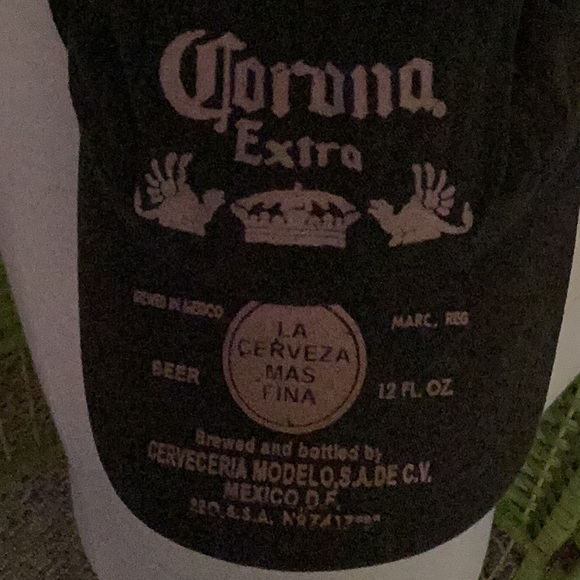 Corona
Extra
BREWED IN MEXICO
MARC. REG
LA
CERVEZA
MAS
FINA
BEER
12 FL. OZ.
Brewed and bottled by
CERVECERIA MODELO,S.A.DE C.V.
MEXICO,D.F.